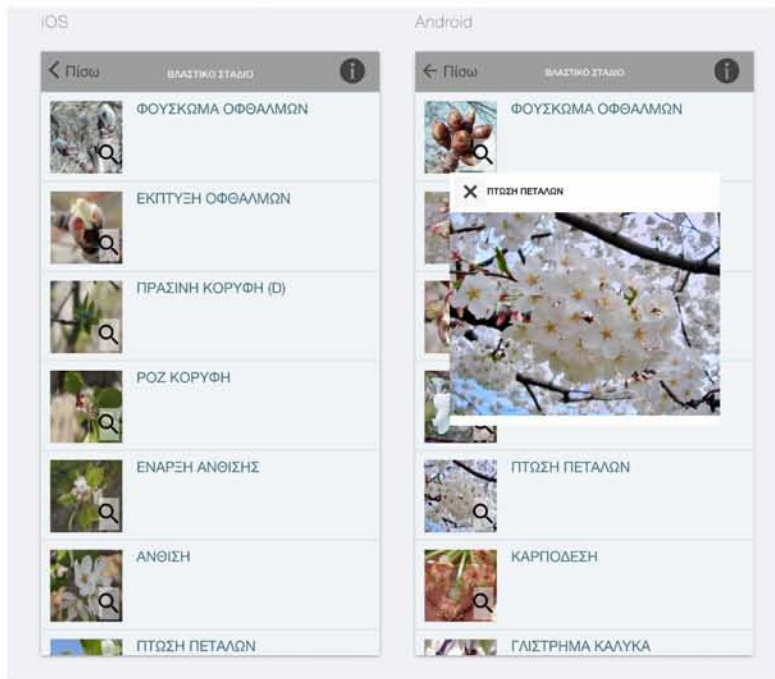 iOS
Πίσω
ΒΛΑΣΤΙΚΟ ΣΤΑΔΙΟ
ΦΟΥΣΚΩΜΑ ΟΦΘΑΛΜΩΝ
ΕΚΠΤΥΞΗ ΟΦΘΑΛΜΩΝ
ΠΡΑΣΙΝΗ ΚΟΡΥΦΗ (D)
ΡΟΖ ΚΟΡΥΦΗ
ΕΝΑΡΞΗ ΑΝΘΙΣΗΣ
ΑΝΘΙΣΗ
ΠΤΩΣΗ ΠΕΤΑΛΩΝ
Android
Πίσω
ΒΛΑΣΤΙΚΟ ΣΤΑΔΙΟ
ΦΟΥΣΚΩΜΑ ΟΦΘΑΛΜΩΝ
ΠΤΩΣΗ ΠΕΤΑΛΩΝ
ΠΤΩΣΗ ΠΕΤΑΛΩΝ
ΚΑΡΠΟΔΕΣΗ
ΓΛΙΣΤΡΗΜΑ ΚΑΛΥΚΑ